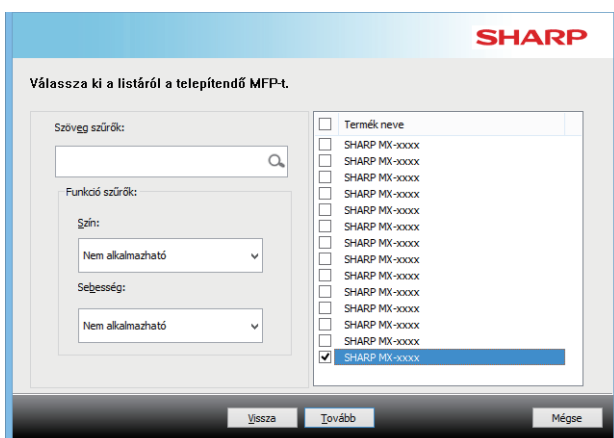 SHARP
Válassza ki a listáról a telepítendő MFP-t.
Szöveg szűrők:
Funkció szűrők:
Szín:
Nem alkalmazható
Sebesség:
Nem alkalmazható
Termék neve
SHARP MX-xxxx
SHARP MX-xxxx
SHARP MX-xxxx
SHARP MX-xxxx
SHARP MX-xxxx
SHARP MX-xxxx
SHARP MX-xxxx
SHARP MX-xxxx
SHARP MX-xxxx
SHARP MX-xxxx
SHARP MX-xxxx
SHARP MX-xxxx
SHARP MX-xxxx
SHARP MX-xxxx
Vissza Tovább Mégse